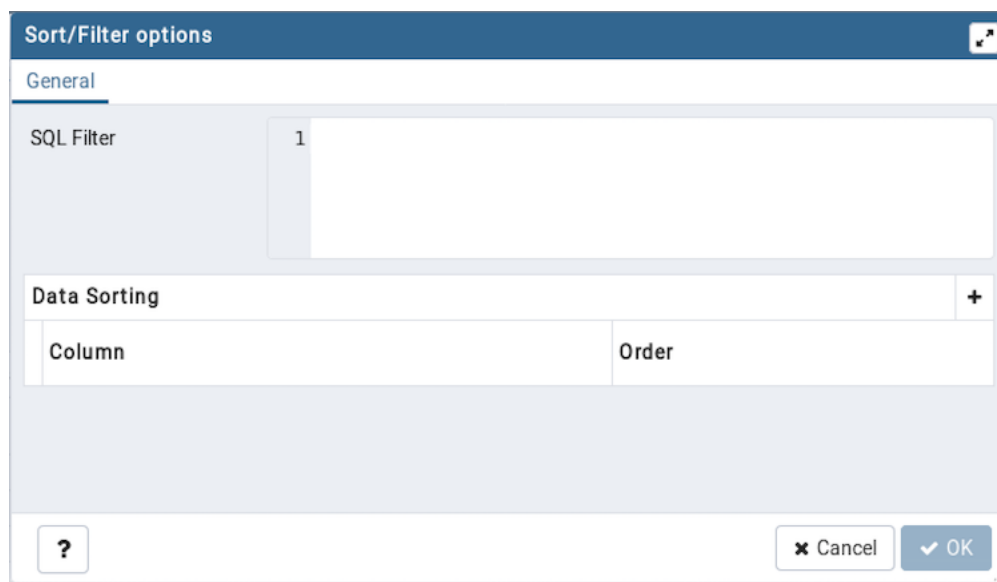 Sort/Filter options
General
SQL Filter
1
Data Sorting
+
Column Order
?
Cancel OK